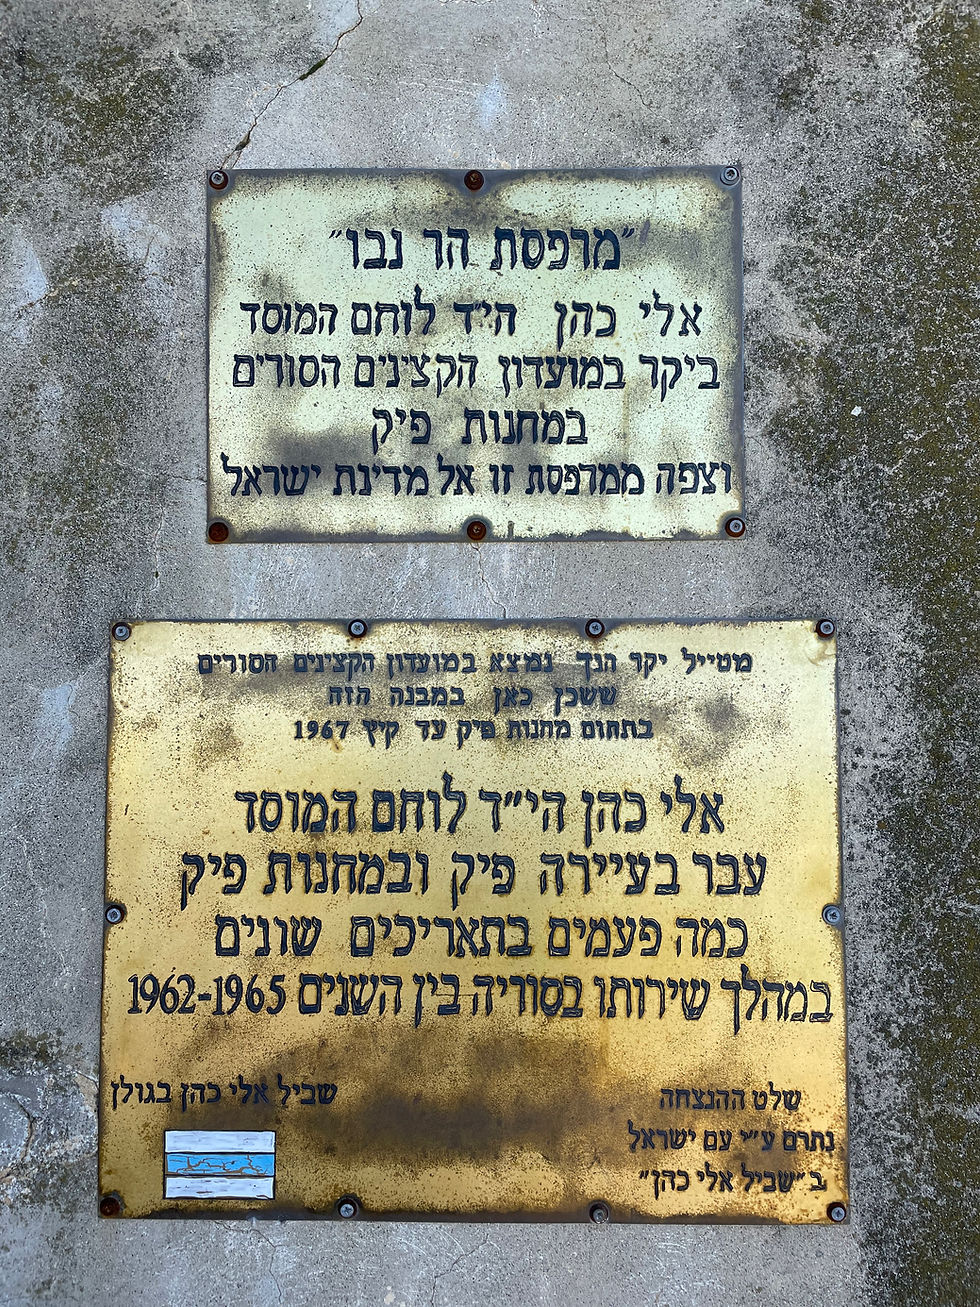 "מרפסת הר נבו"
אלי כהן הי״ד לוחם המוסד
ביקר במועדון הקצינים הסורים
במחנות פיק
וצפה ממרפסת זו אל מדינת ישראל
מטייל יקר הנך נמצא במועדון הקצינים הסורים
ששכן כאן במבנה הזה
בתחום מחנות פיק עד קיץ 1967
אלי כהן הי״ד לוחם המוסד
עבר בעיירה פיק ובמחנות פיק
כמה פעמים בתאריכים שונים
במהלך שירותו בסוריה בין השנים 1962-1965
שלט ההנצחה
נתרם ע״י עם ישראל
ב״שביל אלי כהן״
שביל אלי כהן בגולן